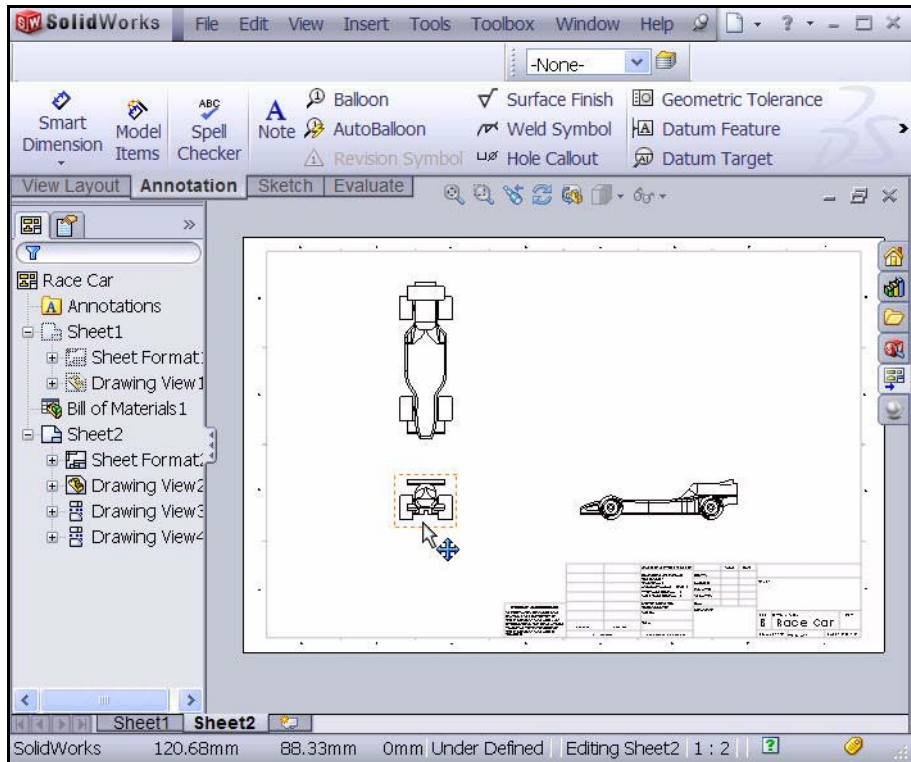 SolidWorks File Edit View Insert Tools Toolbox Window Help ?
-None-
Smart Dimension
Model Items
ABC Spell Checker
A Note
Balloon
AutoBalloon
Revision Symbol
Surface Finish
Weld Symbol
Hole Callout
Geometric Tolerance
Datum Feature
Datum Target
View Layout Annotation Sketch Evaluate
Race Car
Annotations
Sheet1
Sheet Format
Drawing View1
Bill of Materials1
Sheet2
Sheet Format
Drawing View2
Drawing View3
Drawing View4
B Race Car
Sheet1 Sheet2
SolidWorks 120.68mm 88.33mm 0mm Under Defined Editing Sheet2 1 : 2 ?